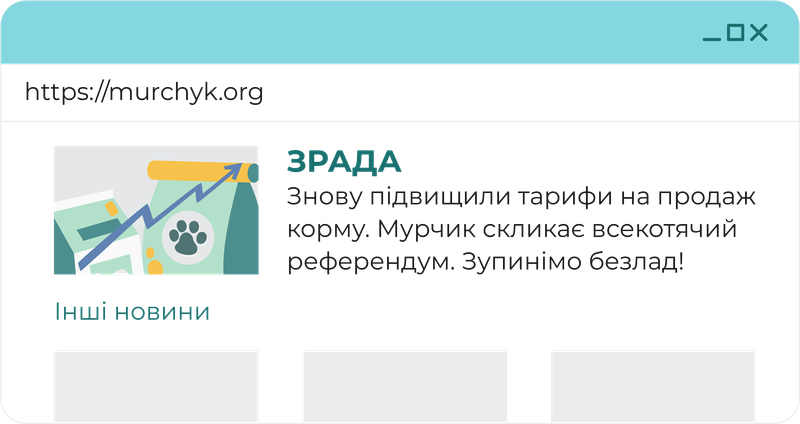 https://murchyk.org
ЗРАДА
Знову підвищили тарифи на продаж
корму. Мурчик скликає всекотячий
референдум. Зупинімо безлад!
Інші новини